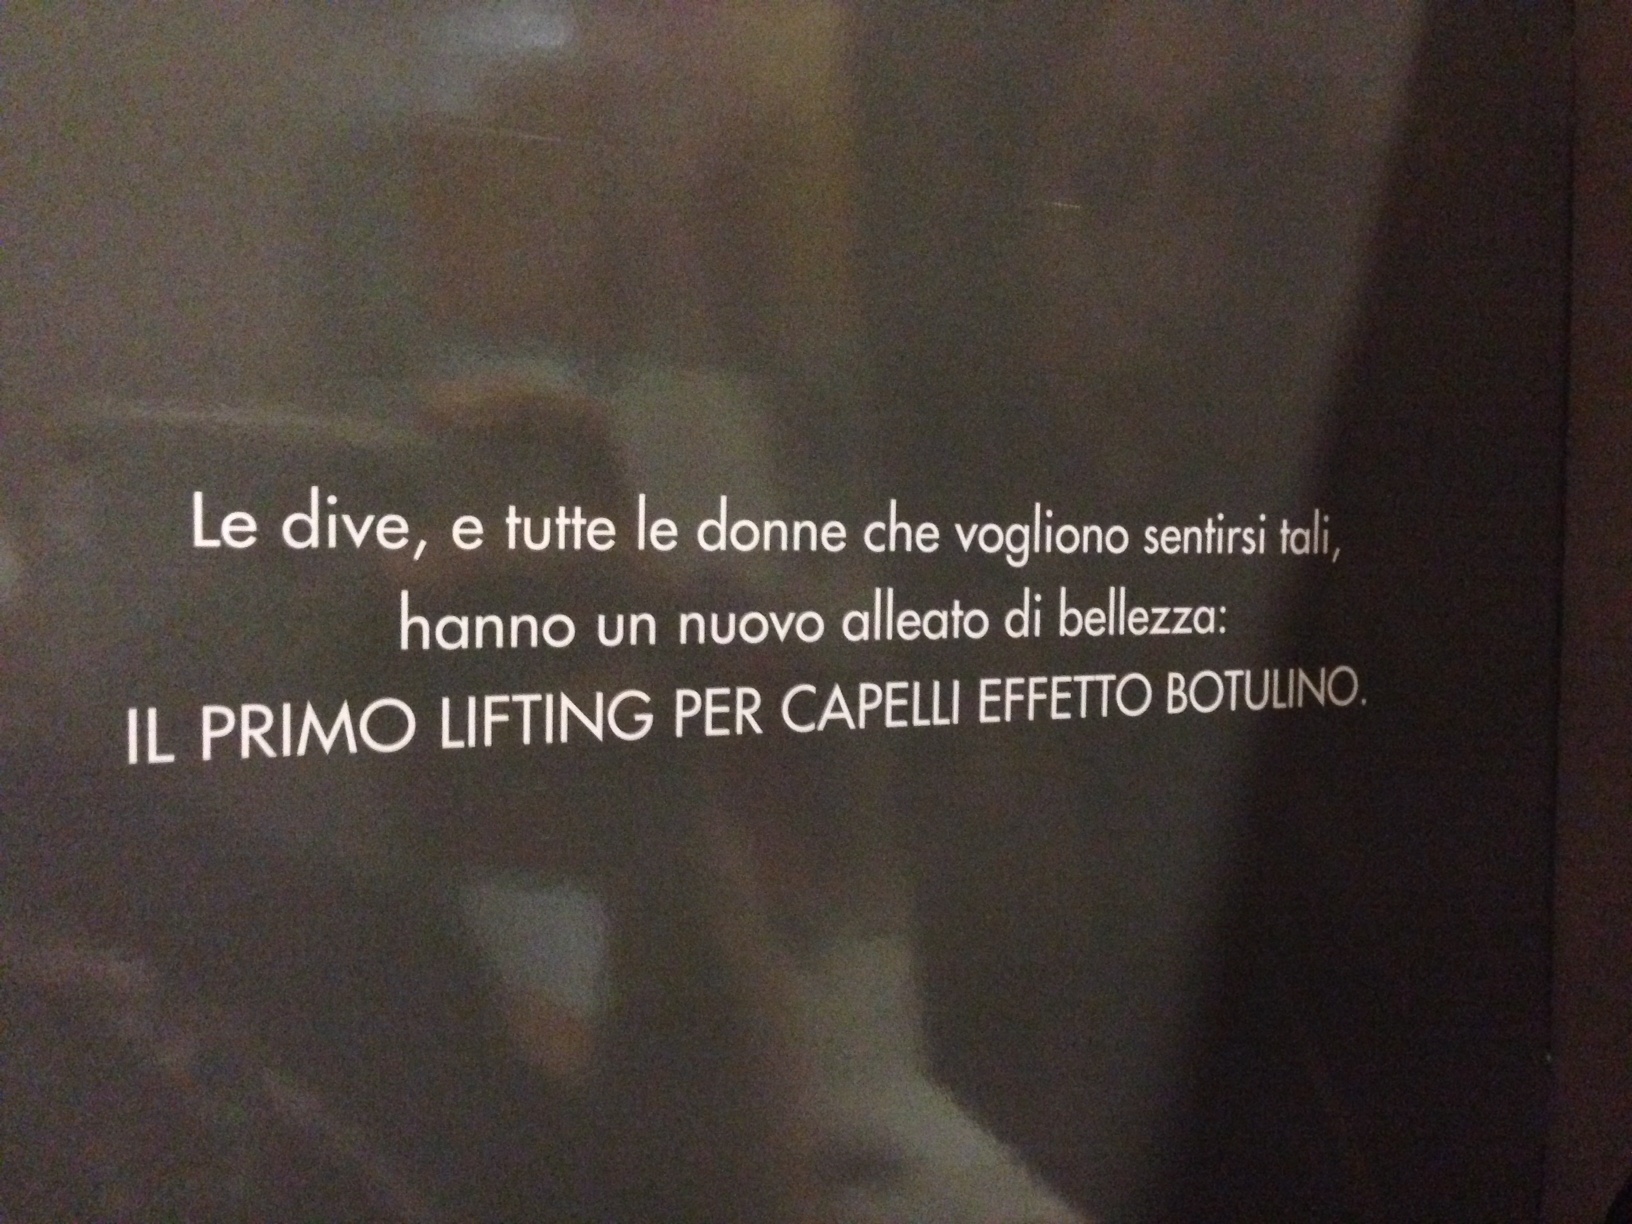 Le dive, e tutte le donne che vogliono sentirsi tali,
hanno un nuovo alleato di bellezza:
IL PRIMO LIFTING PER CAPELLI EFFETTO BOTULINO.